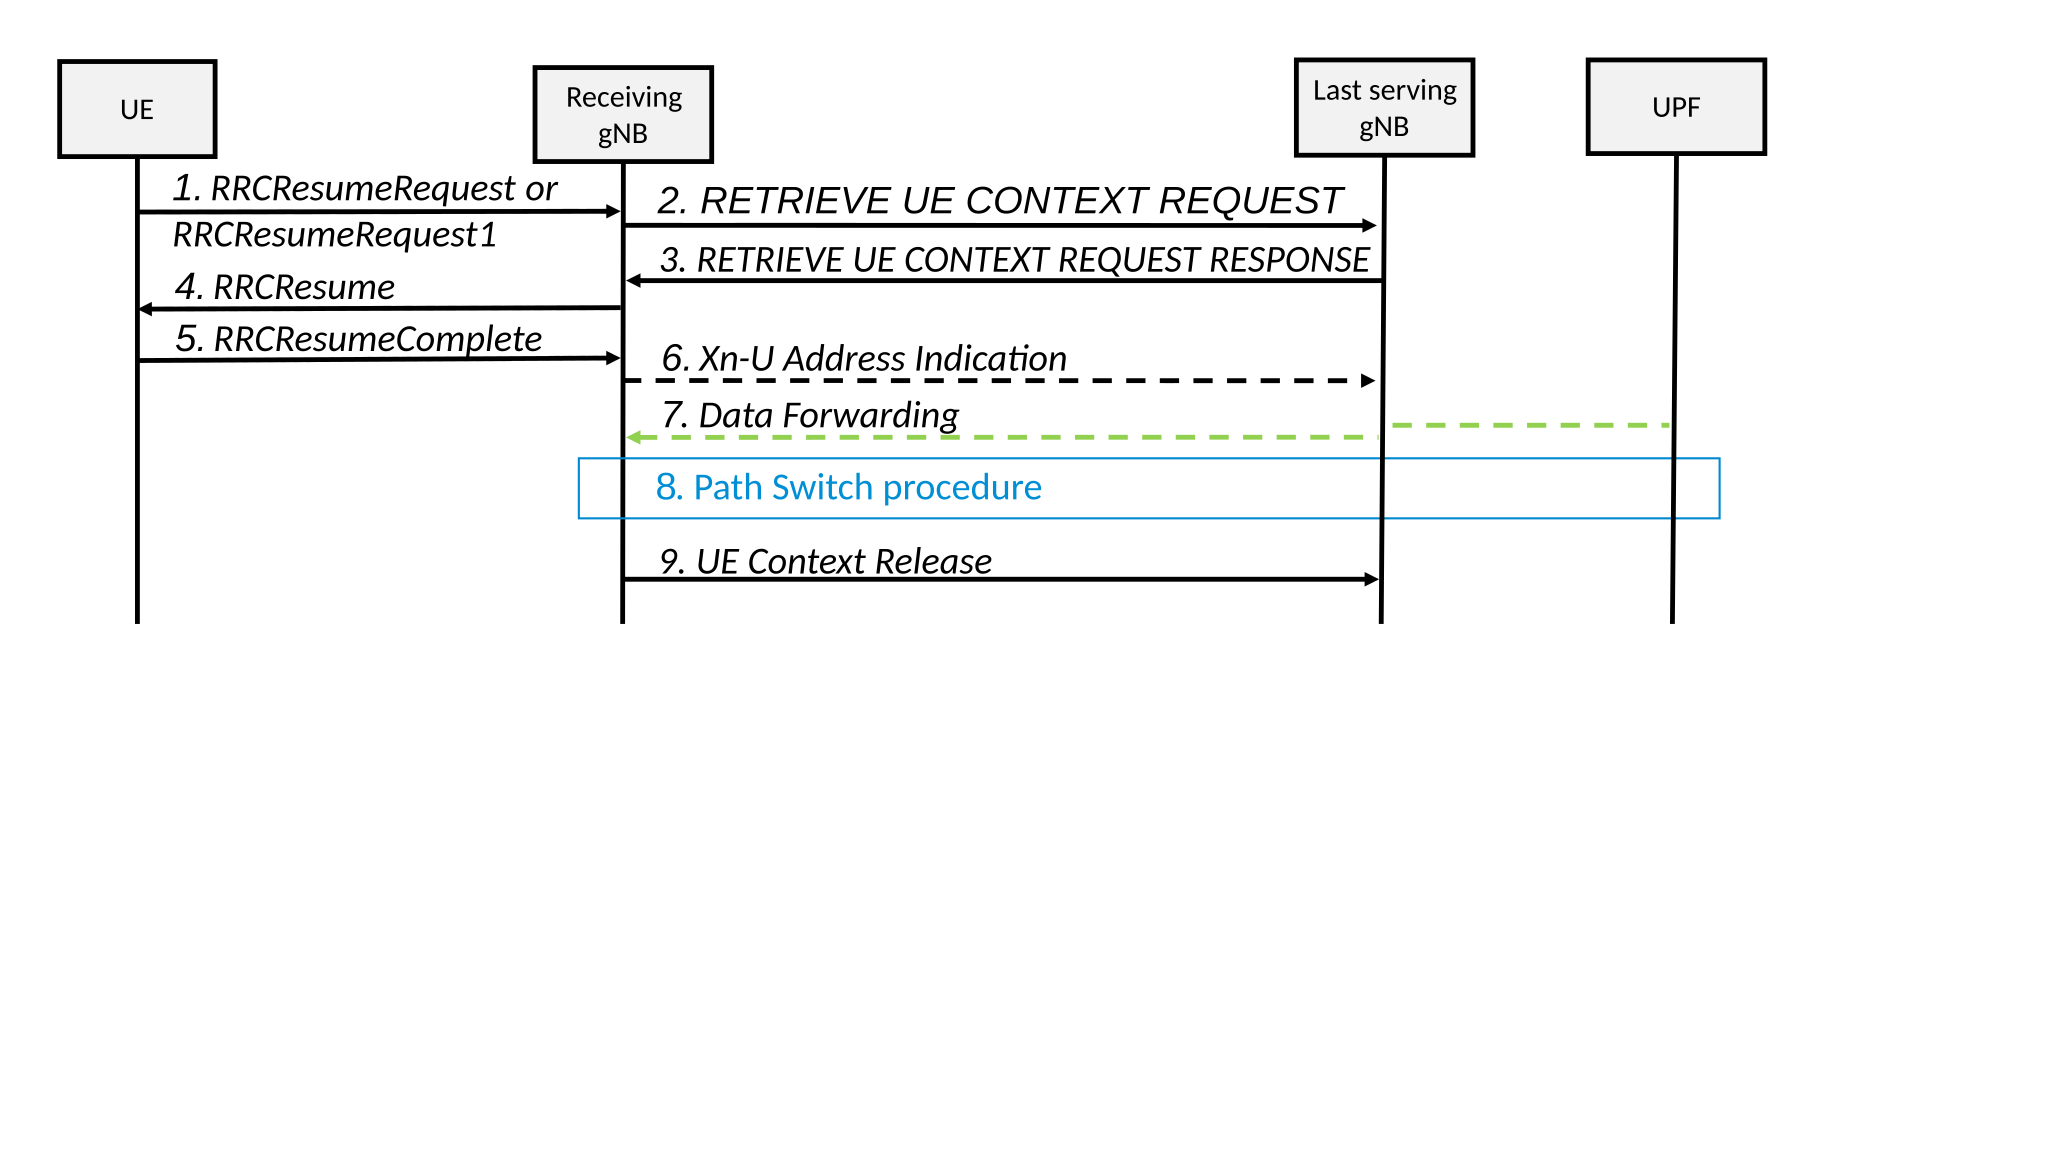 UE
Receiving
gNB
Last serving
gNB
UPF
1. RRCResumeRequest or
RRCResumeRequest1
2. RETRIEVE UE CONTEXT REQUEST
3. RETRIEVE UE CONTEXT REQUEST RESPONSE
4. RRCResume
5. RRCResumeComplete
6. Xn-U Address Indication
7. Data Forwarding
8. Path Switch procedure
9. UE Context Release